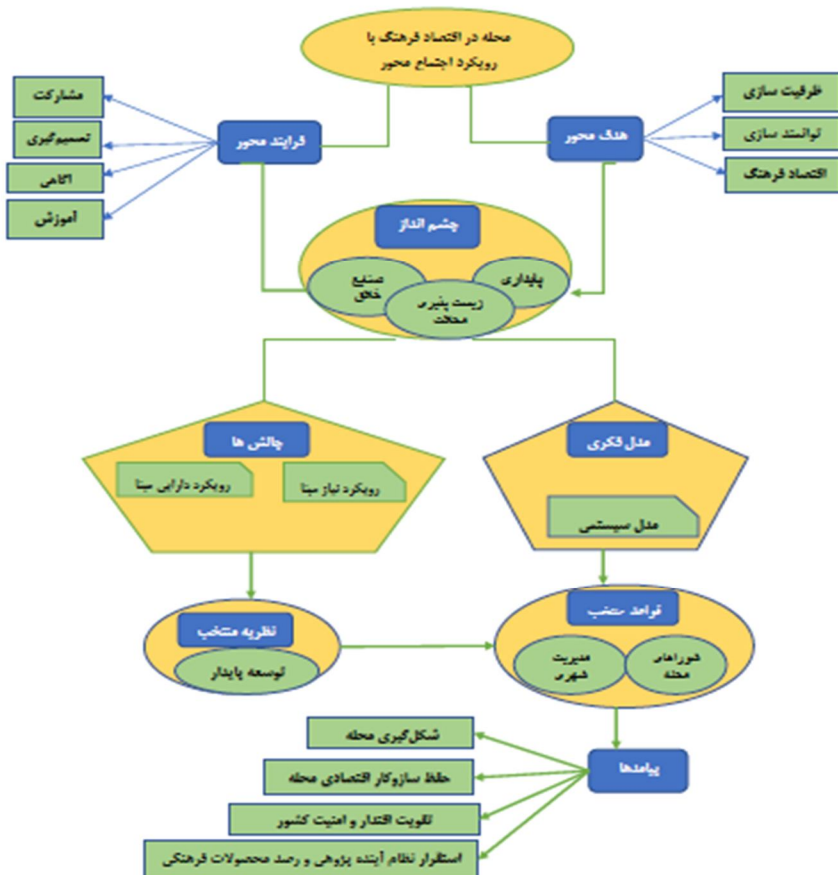 محله در اقتصاد فرهنگ با
رویکرد اجتماع محور
هدف محور
ظرفیت سازی
توانمند سازی
اقتصاد فرهنگ
فرایند محور
مشارکت
تصمیم‌گیری
آگاهی
آموزش
چشم انداز
پایداری
زیست پذیری
محلات
صنایع
خلاق
مدل فکری
مدل سیستمی
چالش ها
رویکرد نیاز مبنا
رویکرد دارایی مبنا
نظریه منتخب
توسعه پایدار
قواعد منتخب
شوراهای
محله
مدیریت
شهری
پیامدها
شکل‌گیری محله
حفظ سازوکار اقتصادی محله
تقویت اقتدار و امنیت کشور
استقرار نظام آینده پژوهی و رصد محصولات فرهنگی